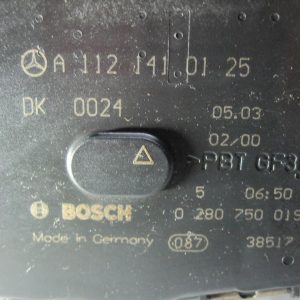 A 112 141 01 25
DK 0024
05.03
02/00
>PBT GF3
5 06:50
BOSCH 0 280 750 019
Made in Germany 087 38517